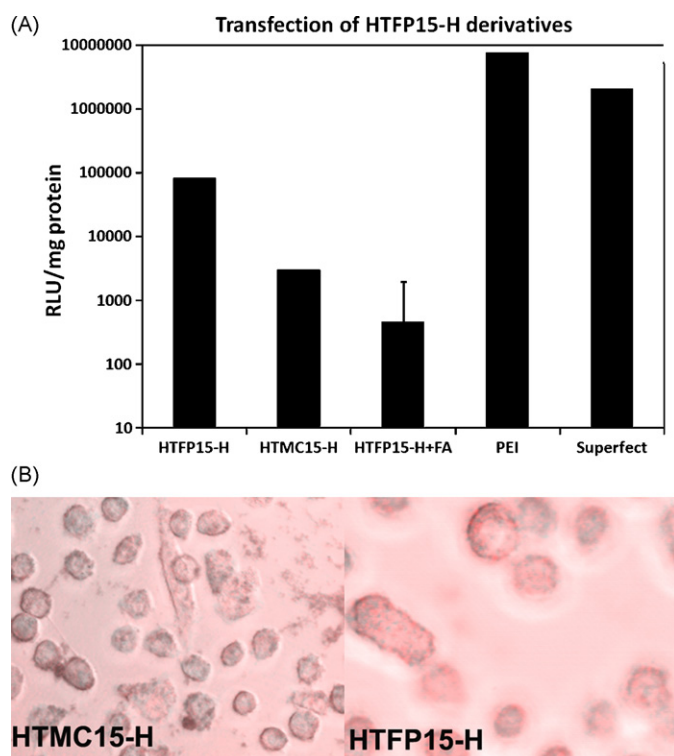 (A)
Transfection of HTFP15-H derivatives
RLU/mg protein
10000000
1000000
100000
10000
1000
100
10
HTFP15-H HTMC15-H HTFP15-H+FA PEI Superfect
(B)
HTMC15-H HTFP15-H